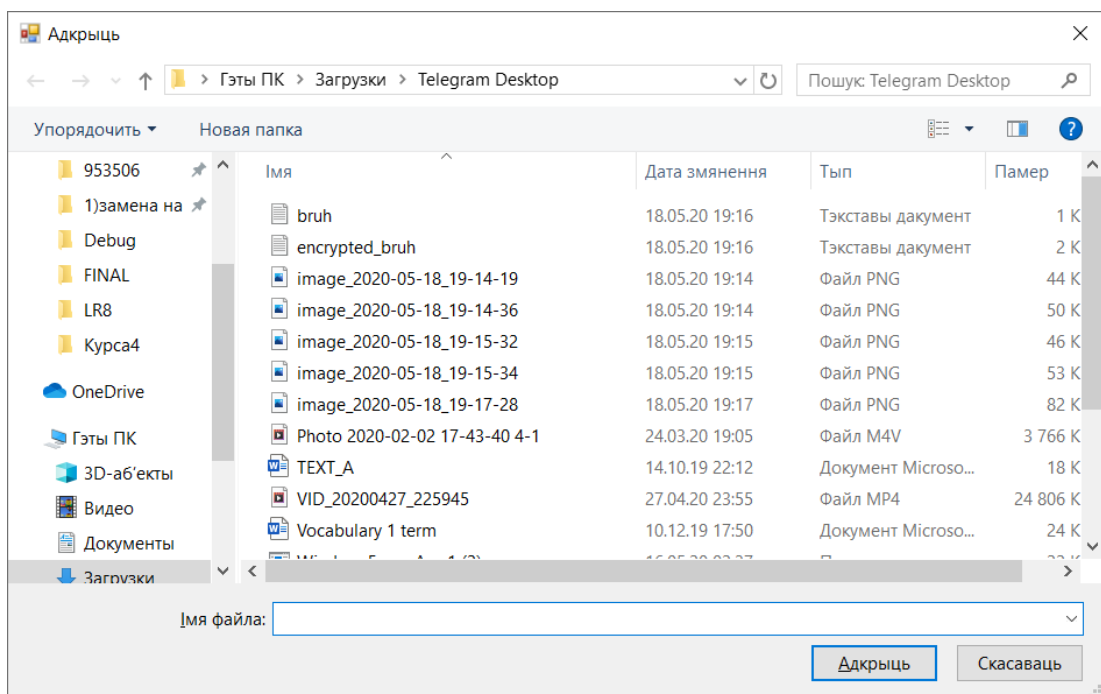 Адкрыць
Гэты ПК > Загрузки > Telegram Desktop
Пошук: Telegram Desktop
Упорядочить Новая папка
953506
1)замена на
Debug
FINAL
LR8
Курса4
OneDrive
Гэты ПК
3D-аб'екты
Видео
Документы
Загрузки
Імя Дата змянення Тып Памер
bruh 18.05.20 19:16 Тэкставы дакумент 1 К
encrypted_bruh 18.05.20 19:16 Тэкставы дакумент 2 К
image_2020-05-18_19-14-19 18.05.20 19:14 Файл PNG 44 К
image_2020-05-18_19-14-36 18.05.20 19:14 Файл PNG 50 К
image_2020-05-18_19-15-32 18.05.20 19:15 Файл PNG 46 К
image_2020-05-18_19-15-34 18.05.20 19:15 Файл PNG 53 К
image_2020-05-18_19-17-28 18.05.20 19:17 Файл PNG 82 К
Photo 2020-02-02 17-43-40 4-1 24.03.20 19:05 Файл M4V 3 766 К
TEXT_A 14.10.19 22:12 Документ Microso... 18 К
VID_20200427_225945 27.04.20 23:55 Файл MP4 24 806 К
Vocabulary 1 term 10.12.19 17:50 Документ Microso... 24 К
Імя файла:
Адкрыць Скасаваць